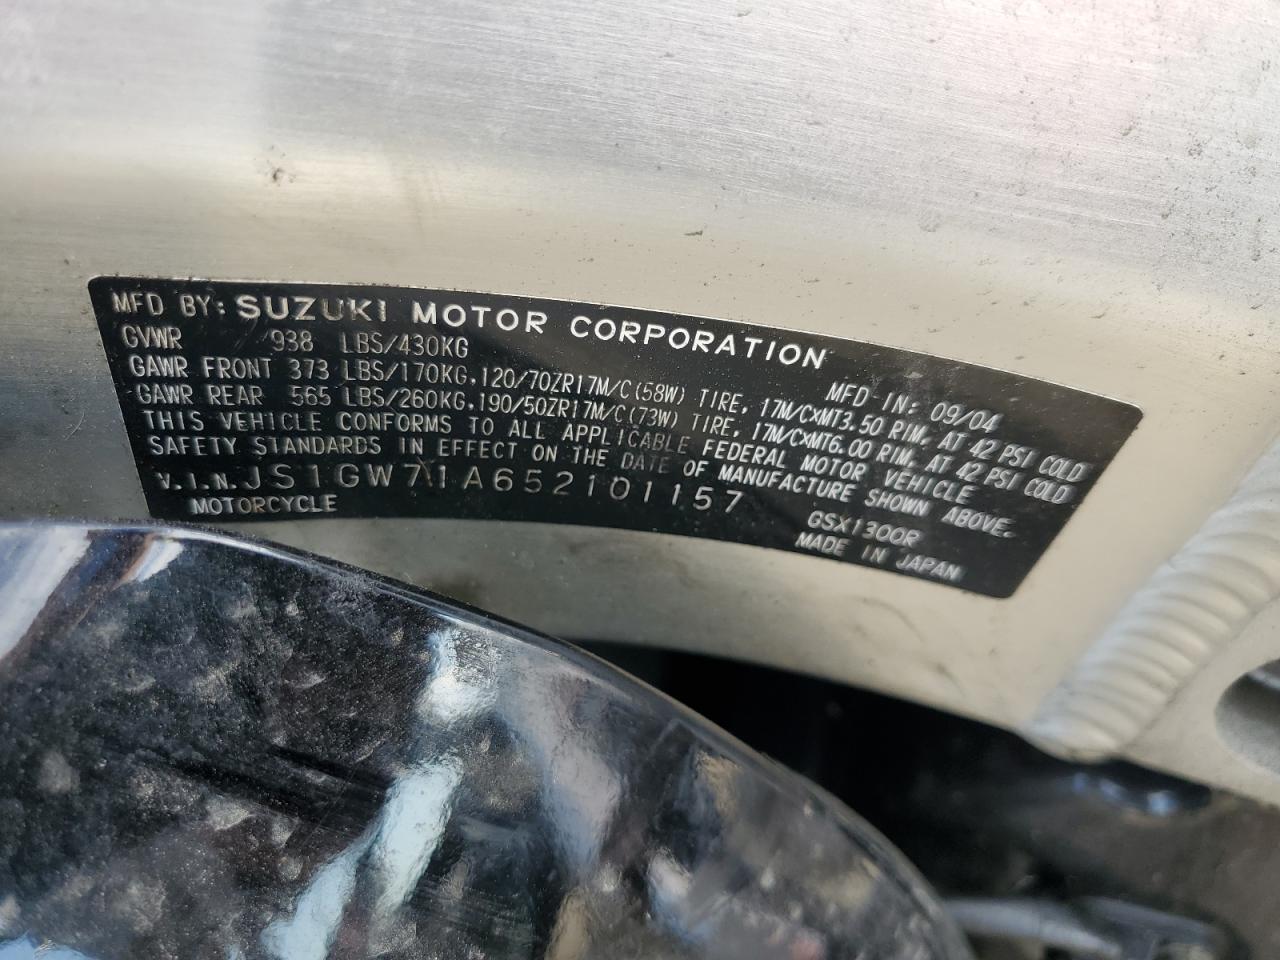 MFD BY: SUZUKI MOTOR CORPORATION
GVWR 938 LBS/430KG MFD IN: 09/04
GAWR FRONT 373 LBS/170KG, 120/70ZR17M/C(58W) TIRE, 17M/CXMT3.50 RIM, AT 42 PSI COLD
GAWR REAR 565 LBS/260KG, 190/50ZR17M/C(73W) TIRE, 17M/CXMT6.00 RIM, AT 42 PSI COLD
THIS VEHICLE CONFORMS TO ALL APPLICABLE FEDERAL MOTOR VEHICLE
SAFETY STANDARDS IN EFFECT ON THE DATE OF MANUFACTURE SHOWN ABOVE.
V.I.N. JS1GW71A652101157 GSX1300R
MOTORCYCLE MADE IN JAPAN